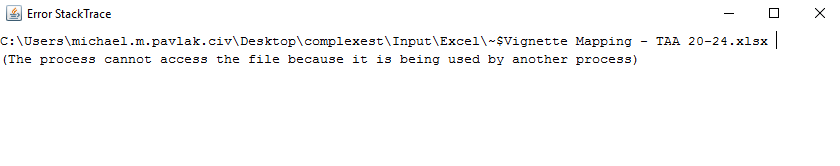 Error StackTrace
C:\Users\michael.m.pavlak.civ\Desktop\complexest\Input\Excel\~$Vignette Mapping - TAA 20-24.xlsx
(The process cannot access the file because it is being used by another process)